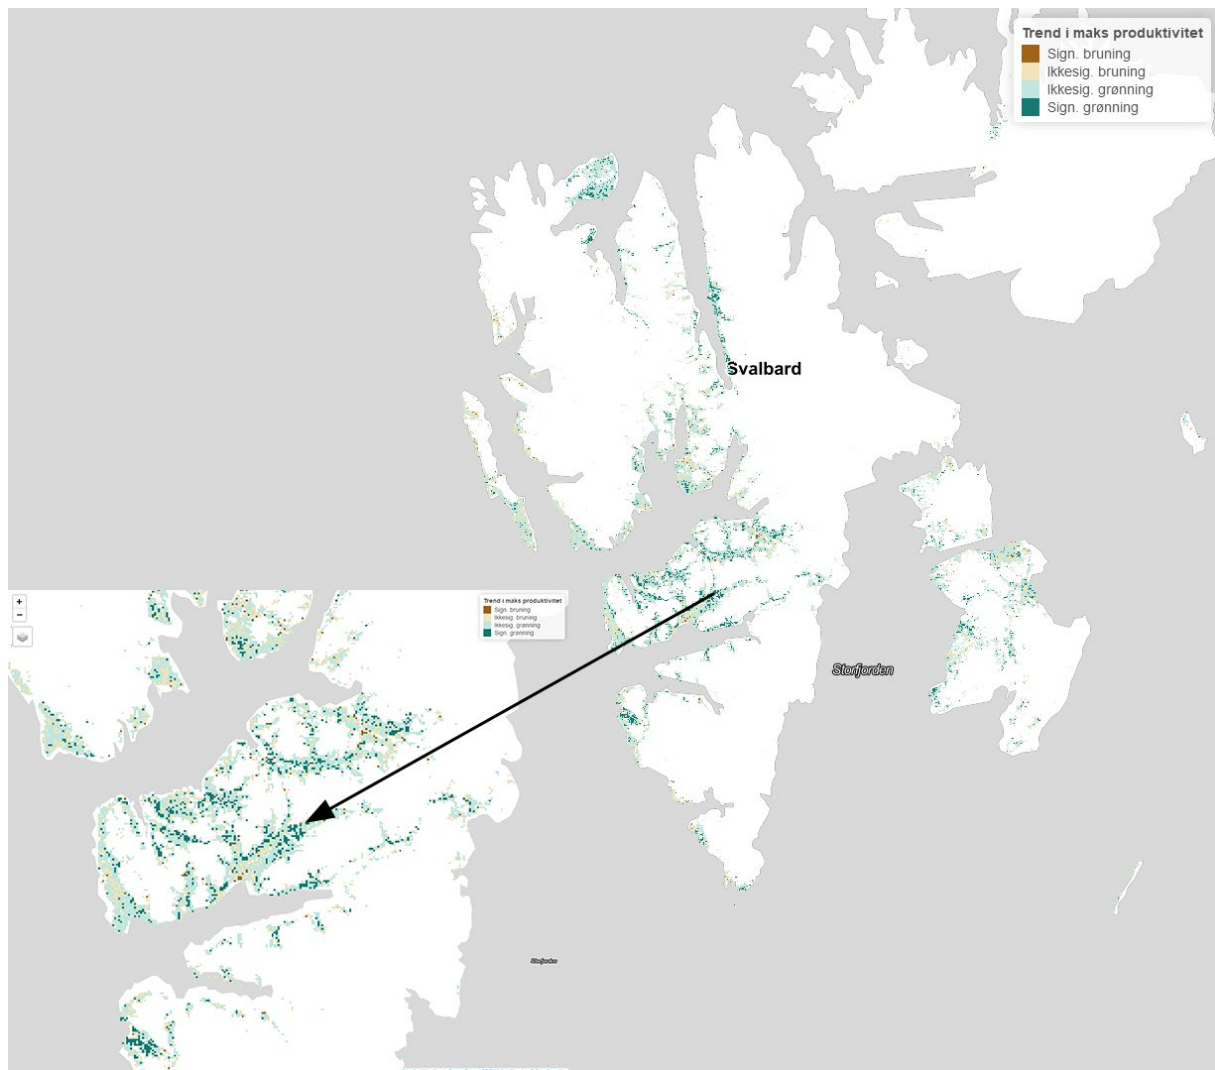 Trend i maks produktivitet
Sign. bruning
Ikkesig. bruning
Ikkesig. grønning
Sign. grønning
Svalbard
Storfjorden
+
−
Trend i maks produktivitet
Sign. bruning
Ikkesig. bruning
Ikkesig. grønning
Sign. grønning
Storfjorden